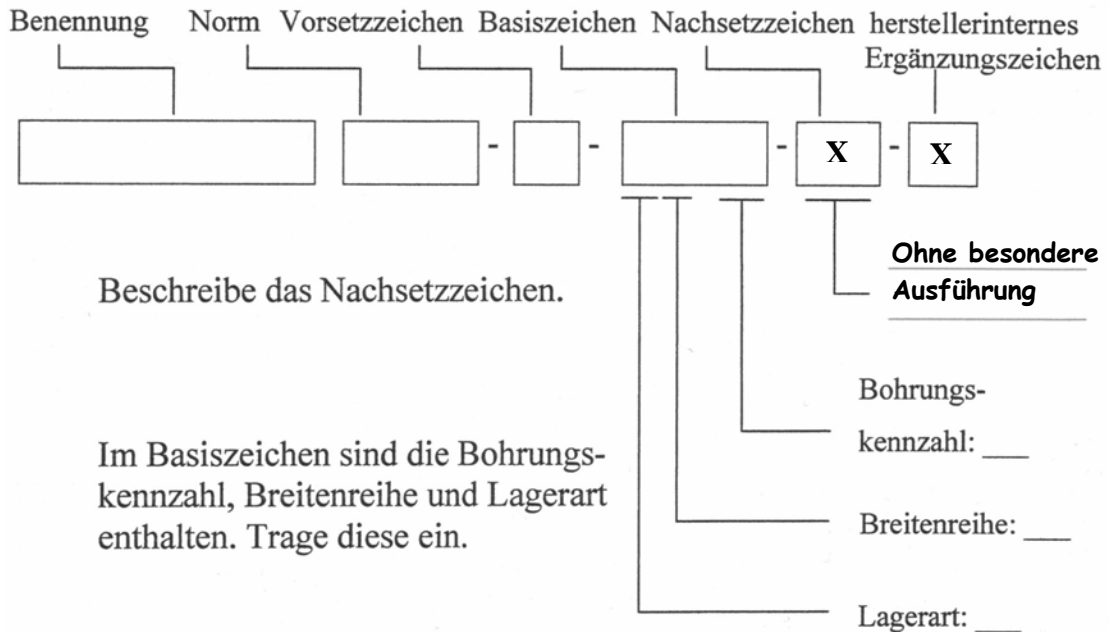 Benennung Norm Vorsetzzeichen Basiszeichen Nachsetzzeichen herstellerinternes
Ergänzungszeichen
- - - X - X
Ohne besondere
Ausführung
Beschreibe das Nachsetzzeichen.
Bohrungs-
kennzahl: ___
Im Basiszeichen sind die Bohrungs-
kennzahl, Breitenreihe und Lagerart
enthalten. Trage diese ein.
Breitenreihe: ___
Lagerart: ___